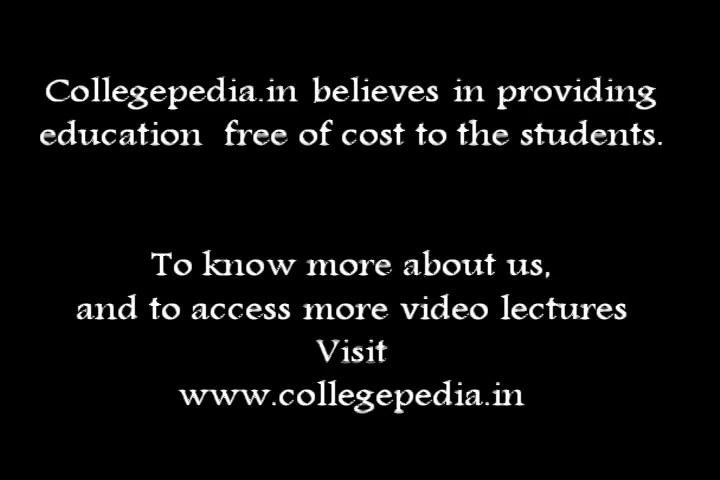 Collegepedia.in believes in providing
education free of cost to the students.
To know more about us,
and to access more video lectures
Visit
www.collegepedia.in